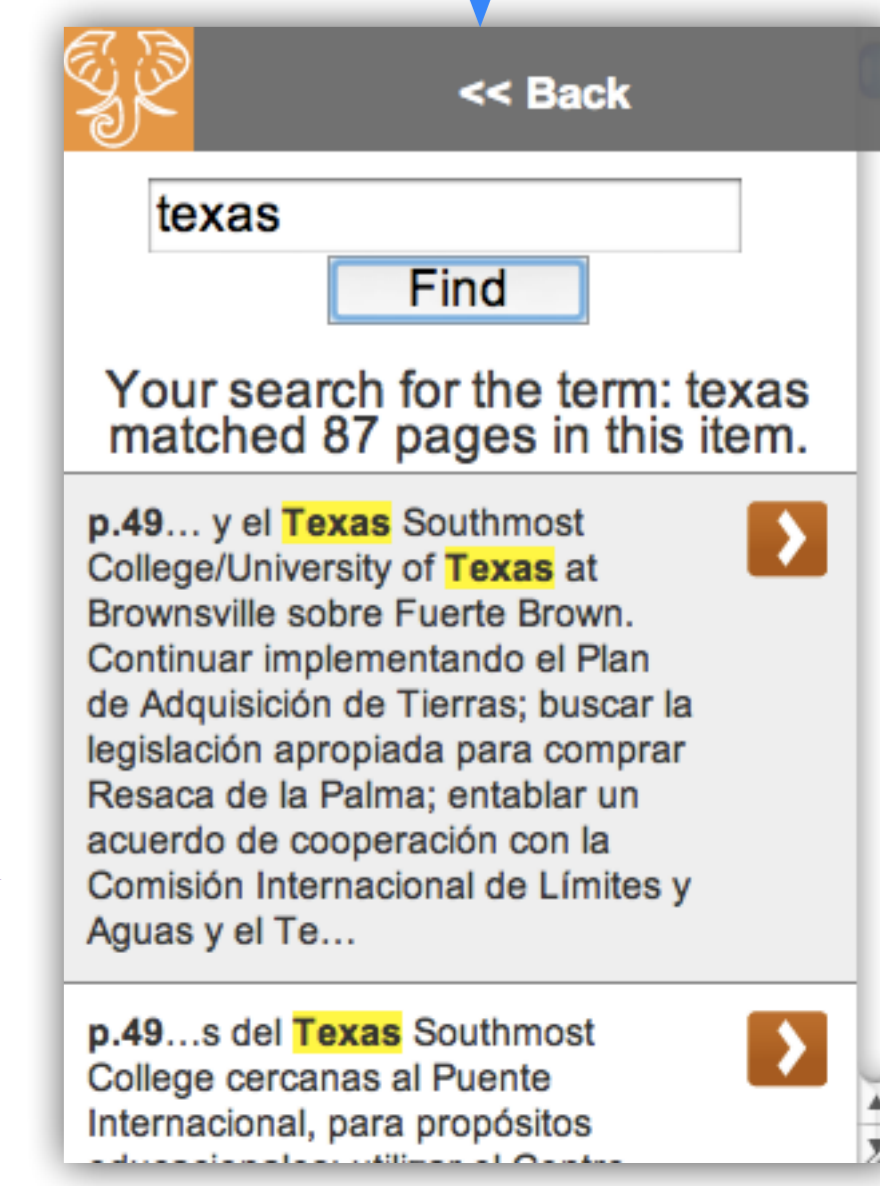 << Back
texas
Find
Your search for the term: texas
matched 87 pages in this item.
p.49… y el Texas Southmost
College/University of Texas at
Brownsville sobre Fuerte Brown.
Continuar implementando el Plan
de Adquisición de Tierras; buscar la
legislación apropiada para comprar
Resaca de la Palma; entablar un
acuerdo de cooperación con la
Comisión Internacional de Límites y
Aguas y el Te…
p.49…s del Texas Southmost
College cercanas al Puente
Internacional, para propósitos